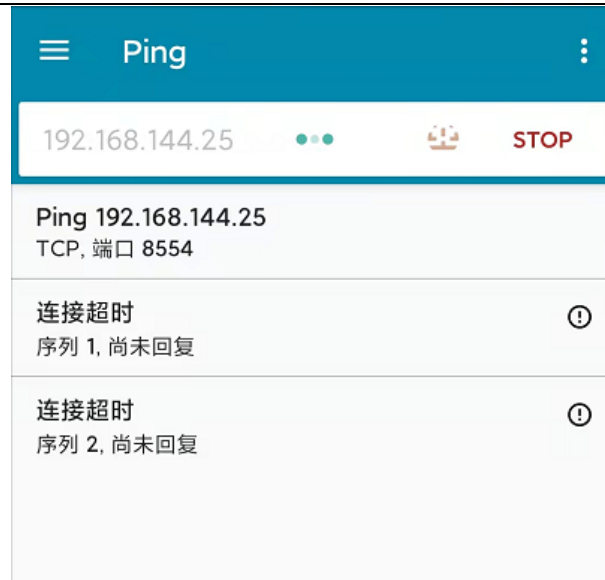 Ping
192.168.144.25
STOP
Ping 192.168.144.25
TCP, 端口 8554
连接超时
序列 1, 尚未回复
连接超时
序列 2, 尚未回复